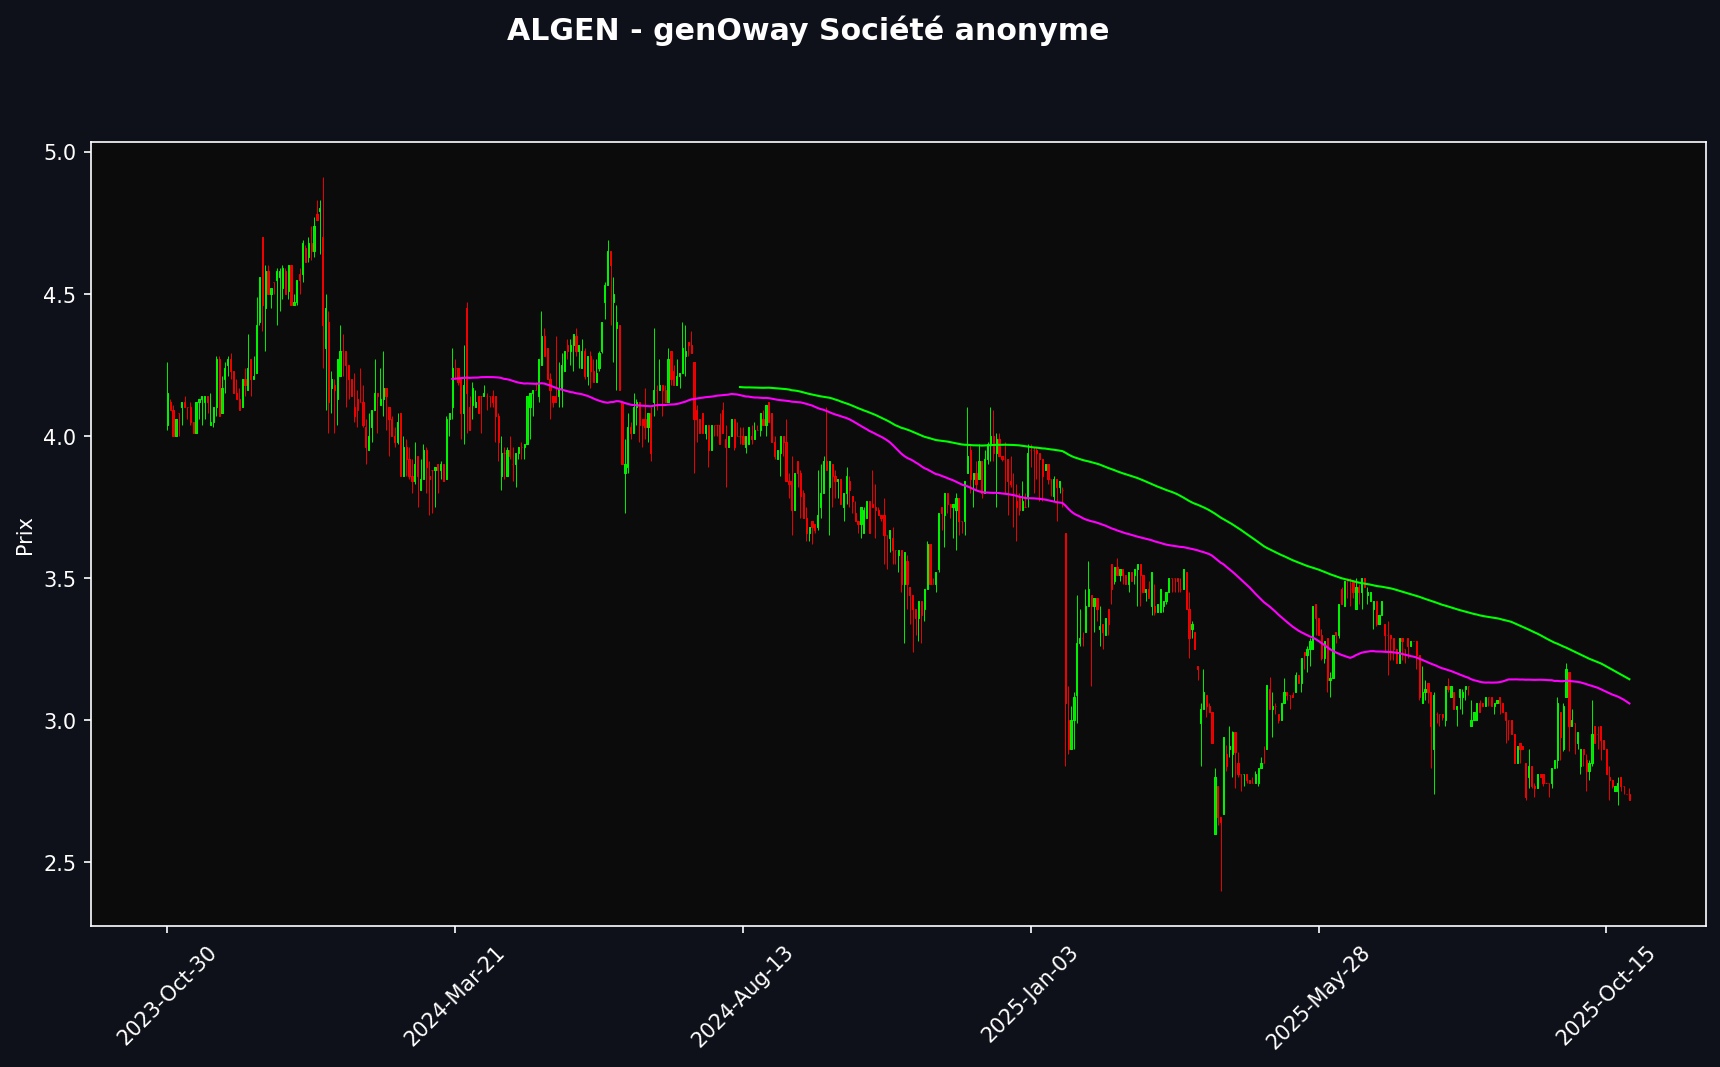 ALGEN - genOway Société anonyme
Prix
5.0
4.5
4.0
3.5
3.0
2.5
2023-Oct-30
2024-Mar-21
2024-Aug-13
2025-Jan-03
2025-May-28
2025-Oct-15